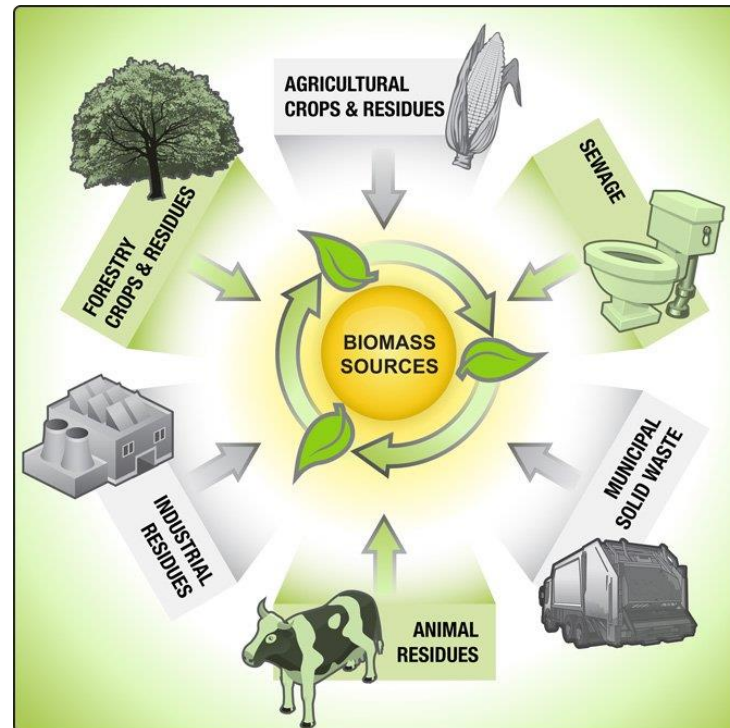 AGRICULTURAL
CROPS & RESIDUES
SEWAGE
MUNICIPAL
SOLID WASTE
ANIMAL
RESIDUES
INDUSTRIAL
RESIDUES
FORESTRY
CROPS & RESIDUES
BIOMASS
SOURCES